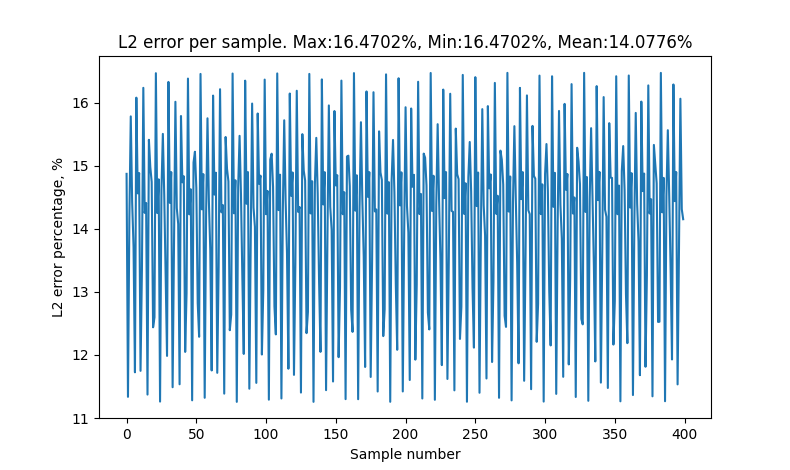 L2 error per sample. Max:16.4702%, Min:16.4702%, Mean:14.0776%
L2 error percentage, %
16
15
14
13
12
11
0 50 100 150 200 250 300 350 400
Sample number